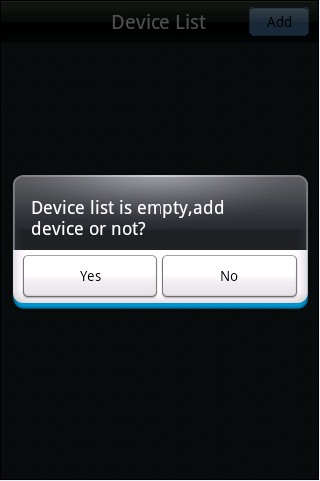 Device List
Add
Device list is empty,add
device or not?
Yes
No